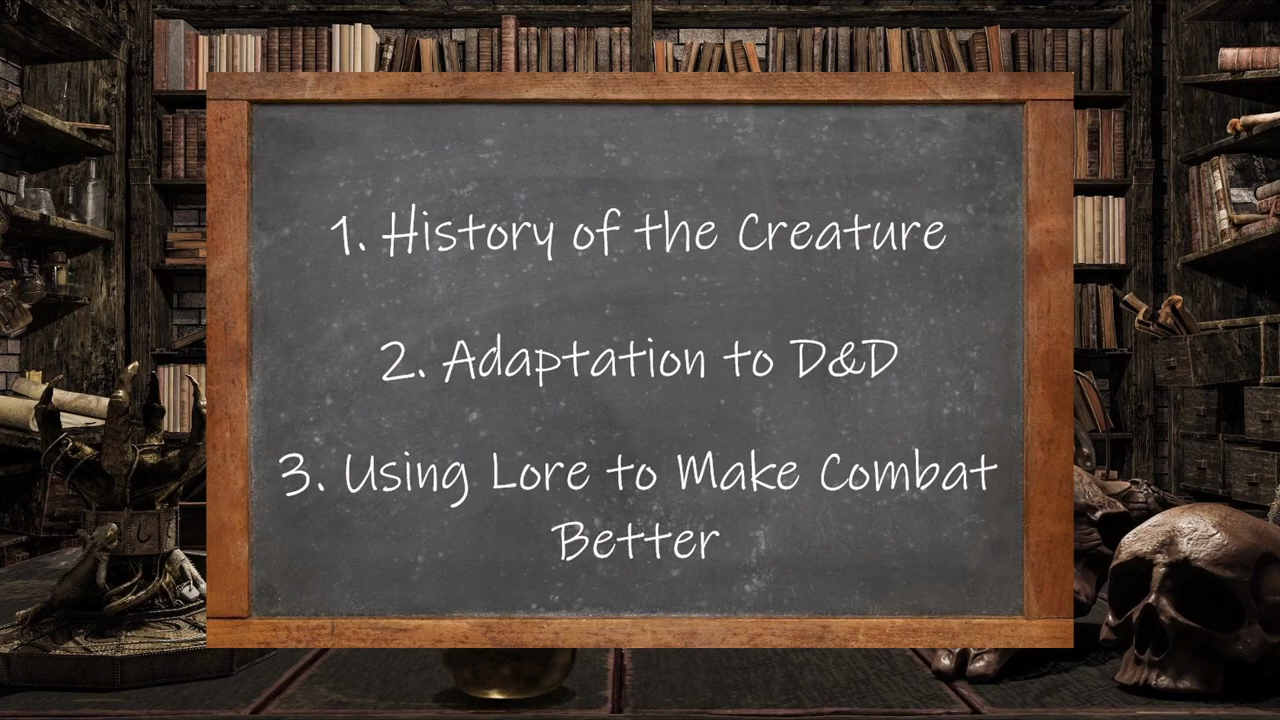 1. History of the Creature
2. Adaptation to D&D
3. Using Lore to Make Combat
Better